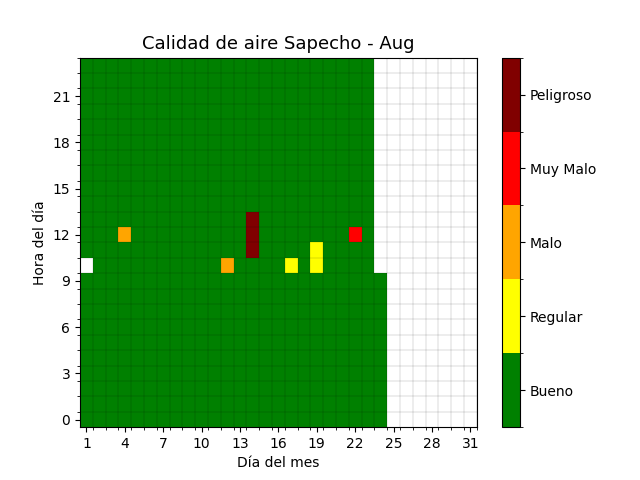 Calidad de aire Sapecho - Aug
Hora del día
21
18
15
12
9
6
3
0
1 4 7 10 13 16 19 22 25 28 31
Día del mes
Peligroso
Muy Malo
Malo
Regular
Bueno